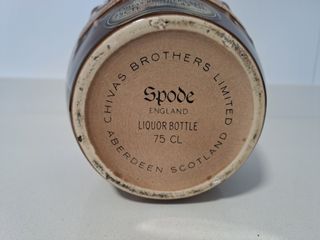 CHIVAS BROTHERS LIMITED
Spode
ENGLAND
LIQUOR BOTTLE
75 CL
ABERDEEN SCOTLAND